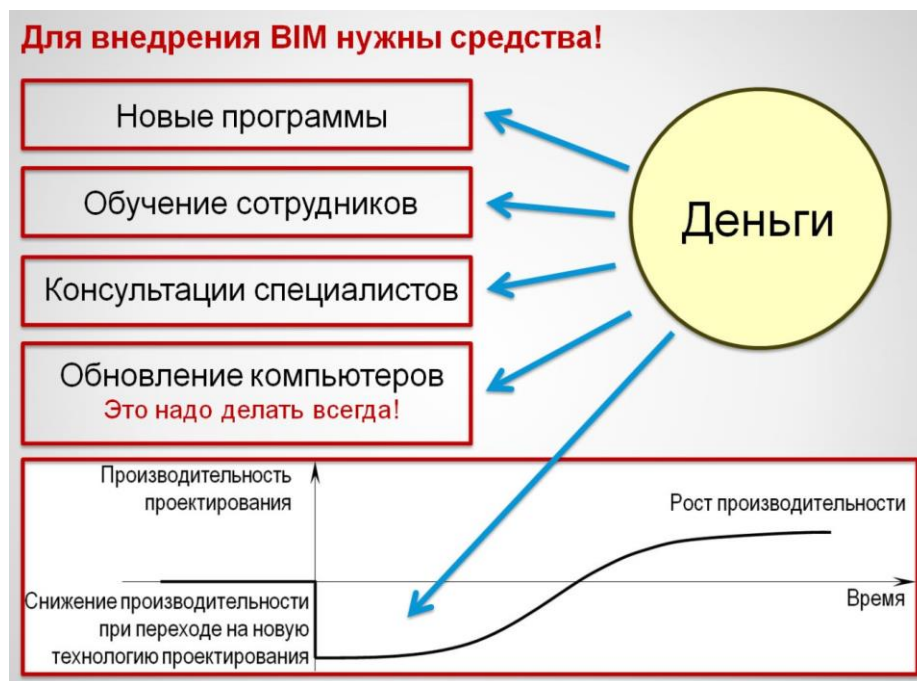 Для внедрения BIM нужны средства!
Новые программы
Обучение сотрудников
Консультации специалистов
Обновление компьютеров
Это надо делать всегда!
Деньги
Производительность
проектирования
Рост производительности
Время
Снижение производительности
при переходе на новую
технологию проектирования